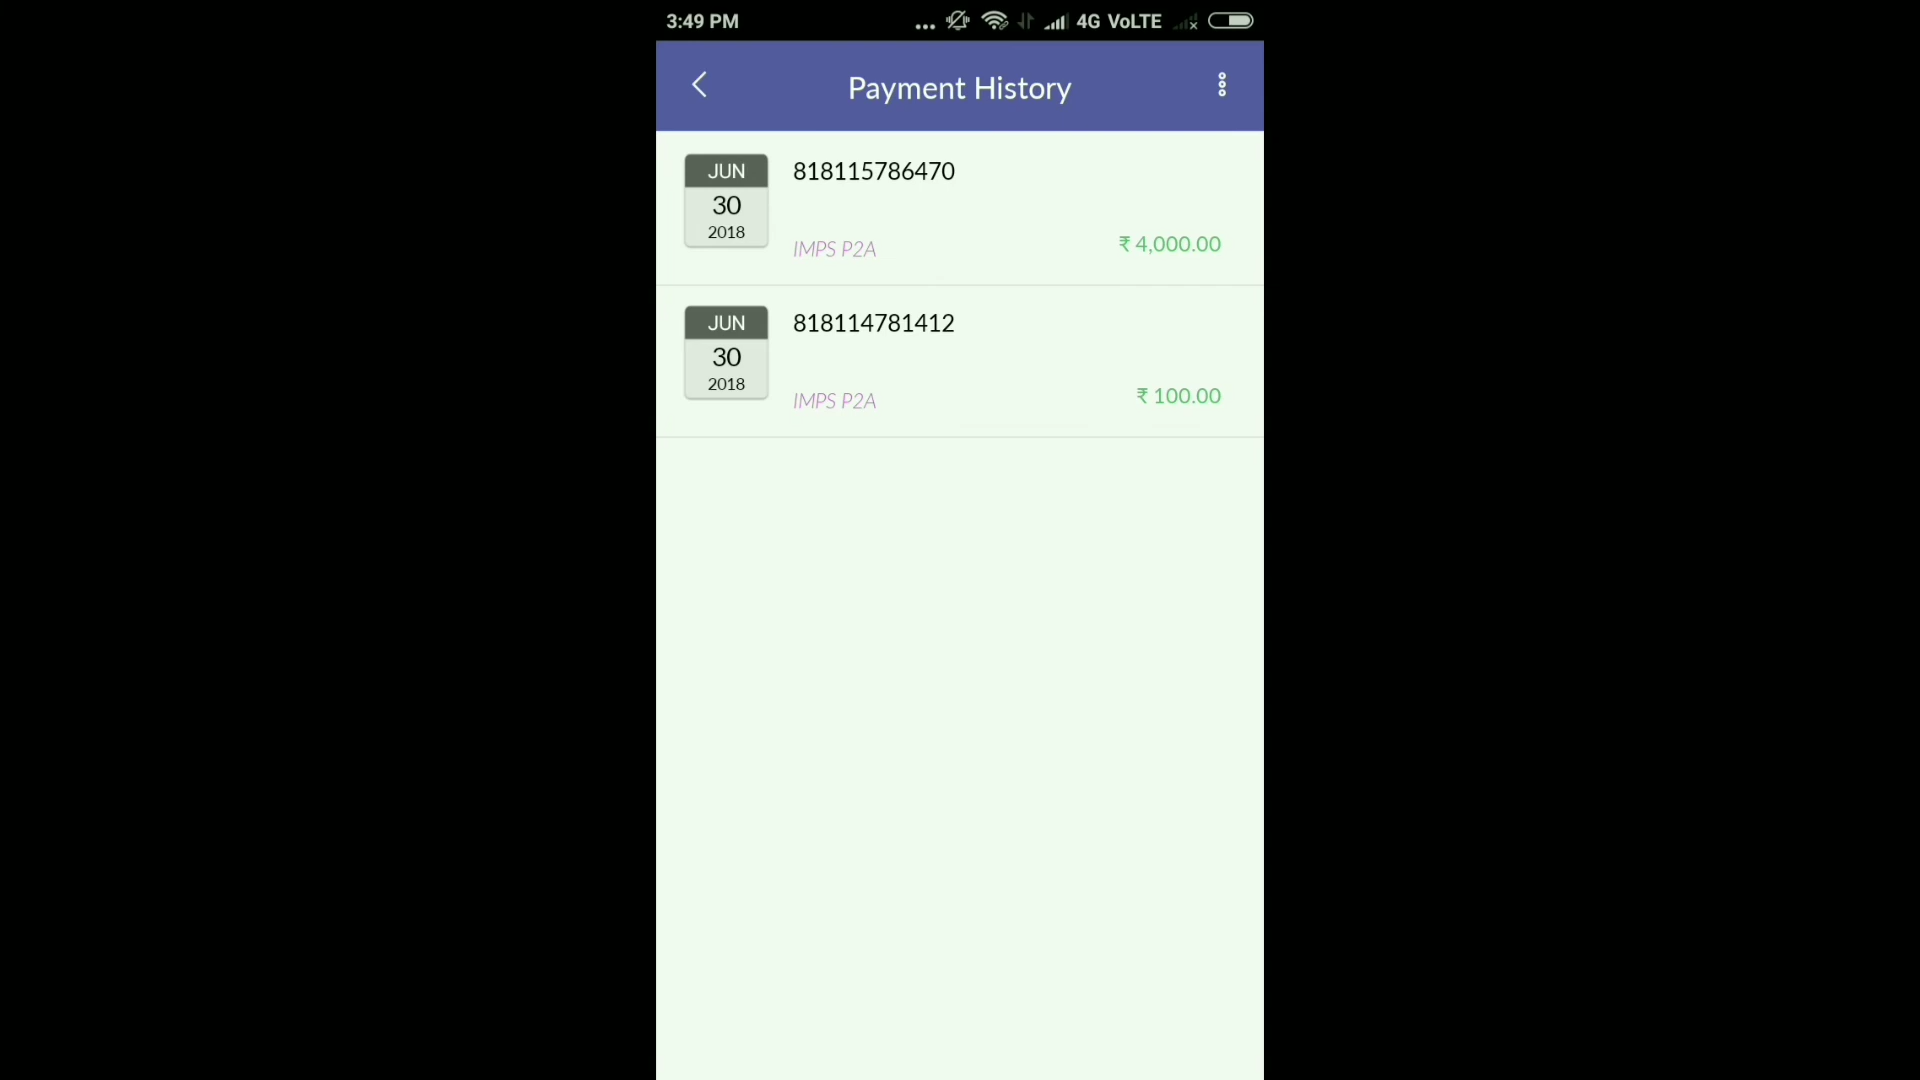 3:49 PM ... 4G VoLTE
Payment History
JUN
30
2018
818115786470
IMPS P2A
₹ 4,000.00
JUN
30
2018
818114781412
IMPS P2A
₹ 100.00